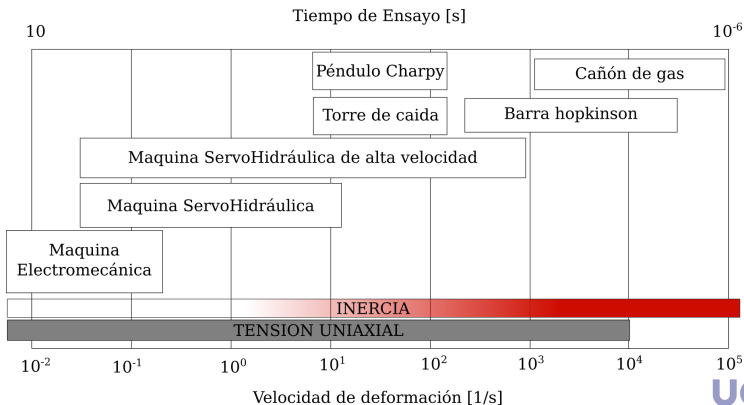 Tiempo de Ensayo [s]
10
10-6
Péndulo Charpy
Cañón de gas
Torre de caida
Barra hopkinson
Maquina ServoHidráulica de alta velocidad
Maquina ServoHidráulica
Maquina
Electromecánica
INERCIA
TENSION UNIAXIAL
10-2 10-1 100 101 102 103 104 105
Velocidad de deformación [1/s]